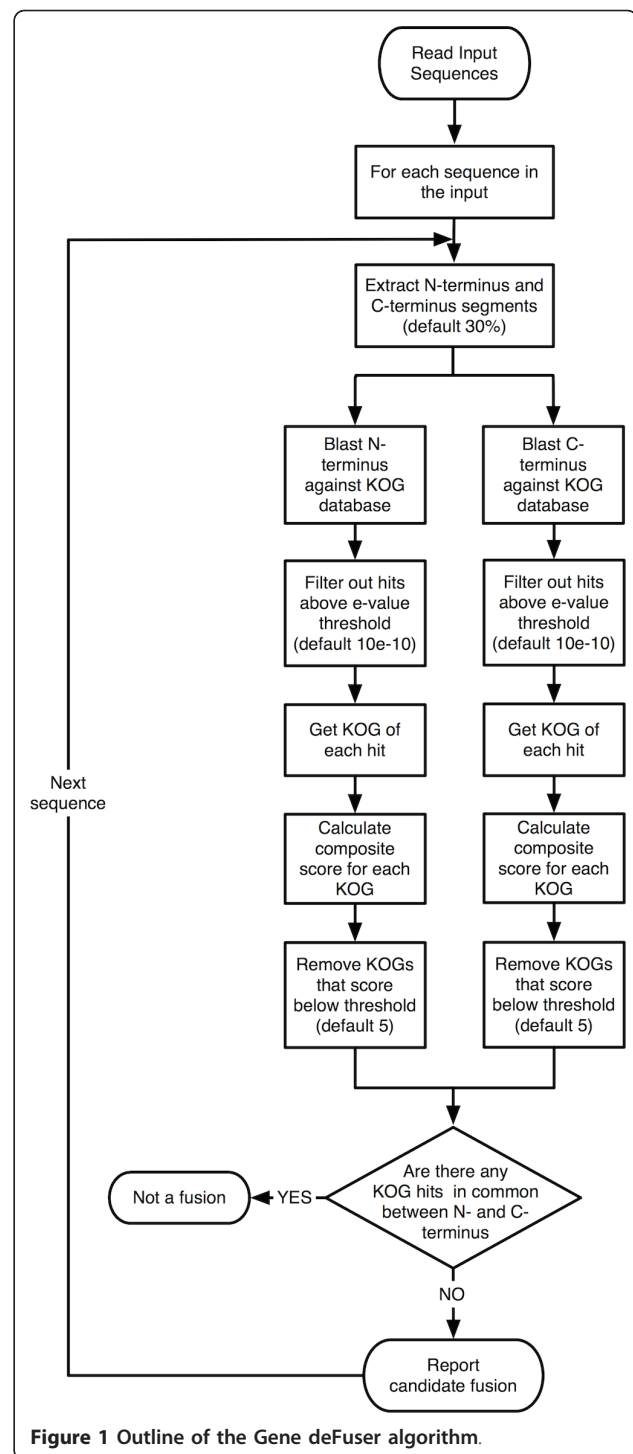 Read Input
Sequences
For each sequence in
the input
Extract N-terminus and
C-terminus segments
(default 30%)
Blast N-
terminus
against KOG
database
Blast C-
terminus
against KOG
database
Filter out hits
above e-value
threshold
(default 10e-10)
Filter out hits
above e-value
threshold
(default 10e-10)
Get KOG of
each hit
Get KOG of
each hit
Next
sequence
Calculate
composite
score for each
KOG
Calculate
composite
score for each
KOG
Remove KOGs
that score
below threshold
(default 5)
Remove KOGs
that score
below threshold
(default 5)
Are there any
KOG hits in common
between N- and C-
terminus
YES
Not a fusion
NO
Report
candidate fusion
Figure 1 Outline of the Gene deFuser algorithm.